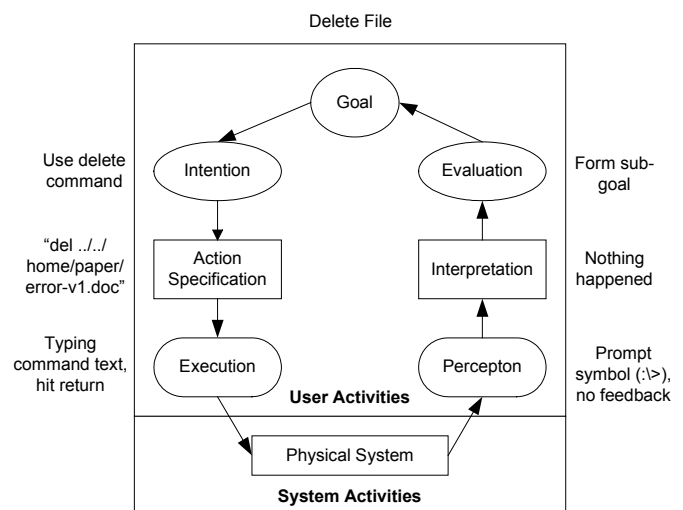 Delete File
Goal
Use delete
command
Intention
Evaluation
Form sub-
goal
“del ../../
home/paper/
error-v1.doc”
Action
Specification
Interpretation
Nothing
happened
Typing
command text,
hit return
Execution
Percepton
Prompt
symbol (:\>),
no feedback
User Activities
Physical System
System Activities